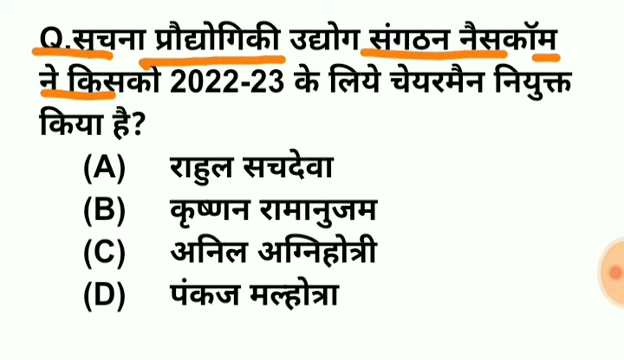 Q.सूचना प्रौद्योगिकी उद्योग संगठन नैसकॉम
ने किसको 2022-23 के लिये चेयरमैन नियुक्त
किया है?
(A) राहुल सचदेवा
(B) कृष्णन रामानुजम
(C) अनिल अग्निहोत्री
(D) पंकज मल्होत्रा